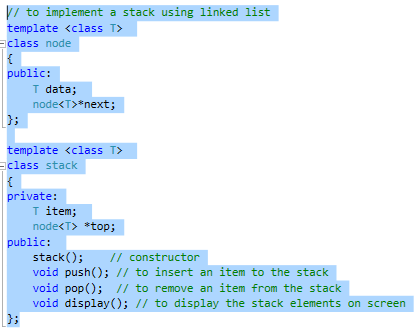 // to implement a stack using linked list
template <class T>
class node
{
public:
    T data;
    node<T>*next;
};

template <class T>
class stack
{
private:
    T item;
    node<T> *top;
public:
    stack();    // constructor
    void push(); // to insert an item to the stack
    void pop();  // to remove an item from the stack
    void display(); // to display the stack elements on screen
};